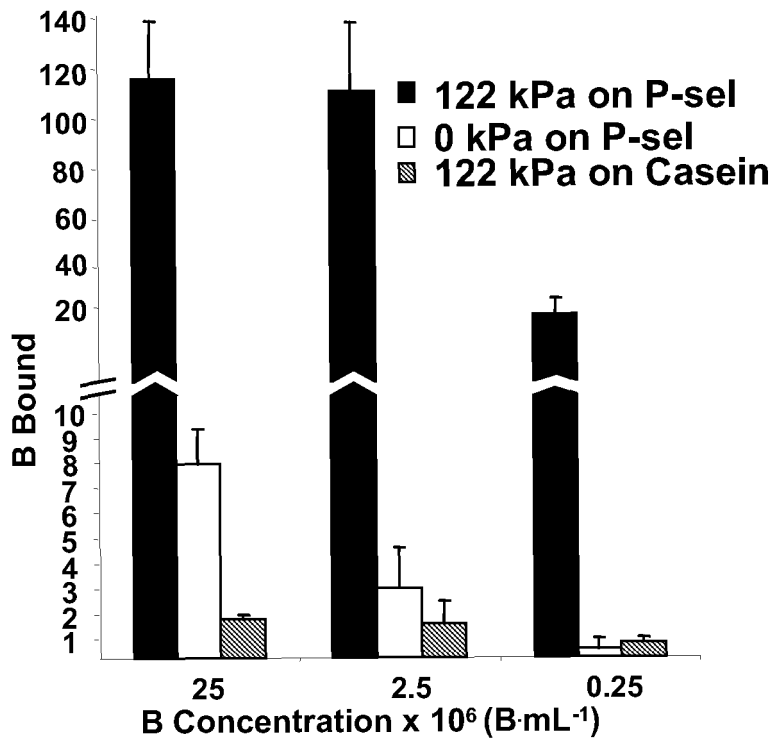 140
120
100
80
60
40
20
10
9
8
7
6
5
4
3
2
1
B Bound
122 kPa on P-sel
0 kPa on P-sel
122 kPa on Casein
25 2.5 0.25
B Concentration x 10⁶ (B·mL⁻¹)